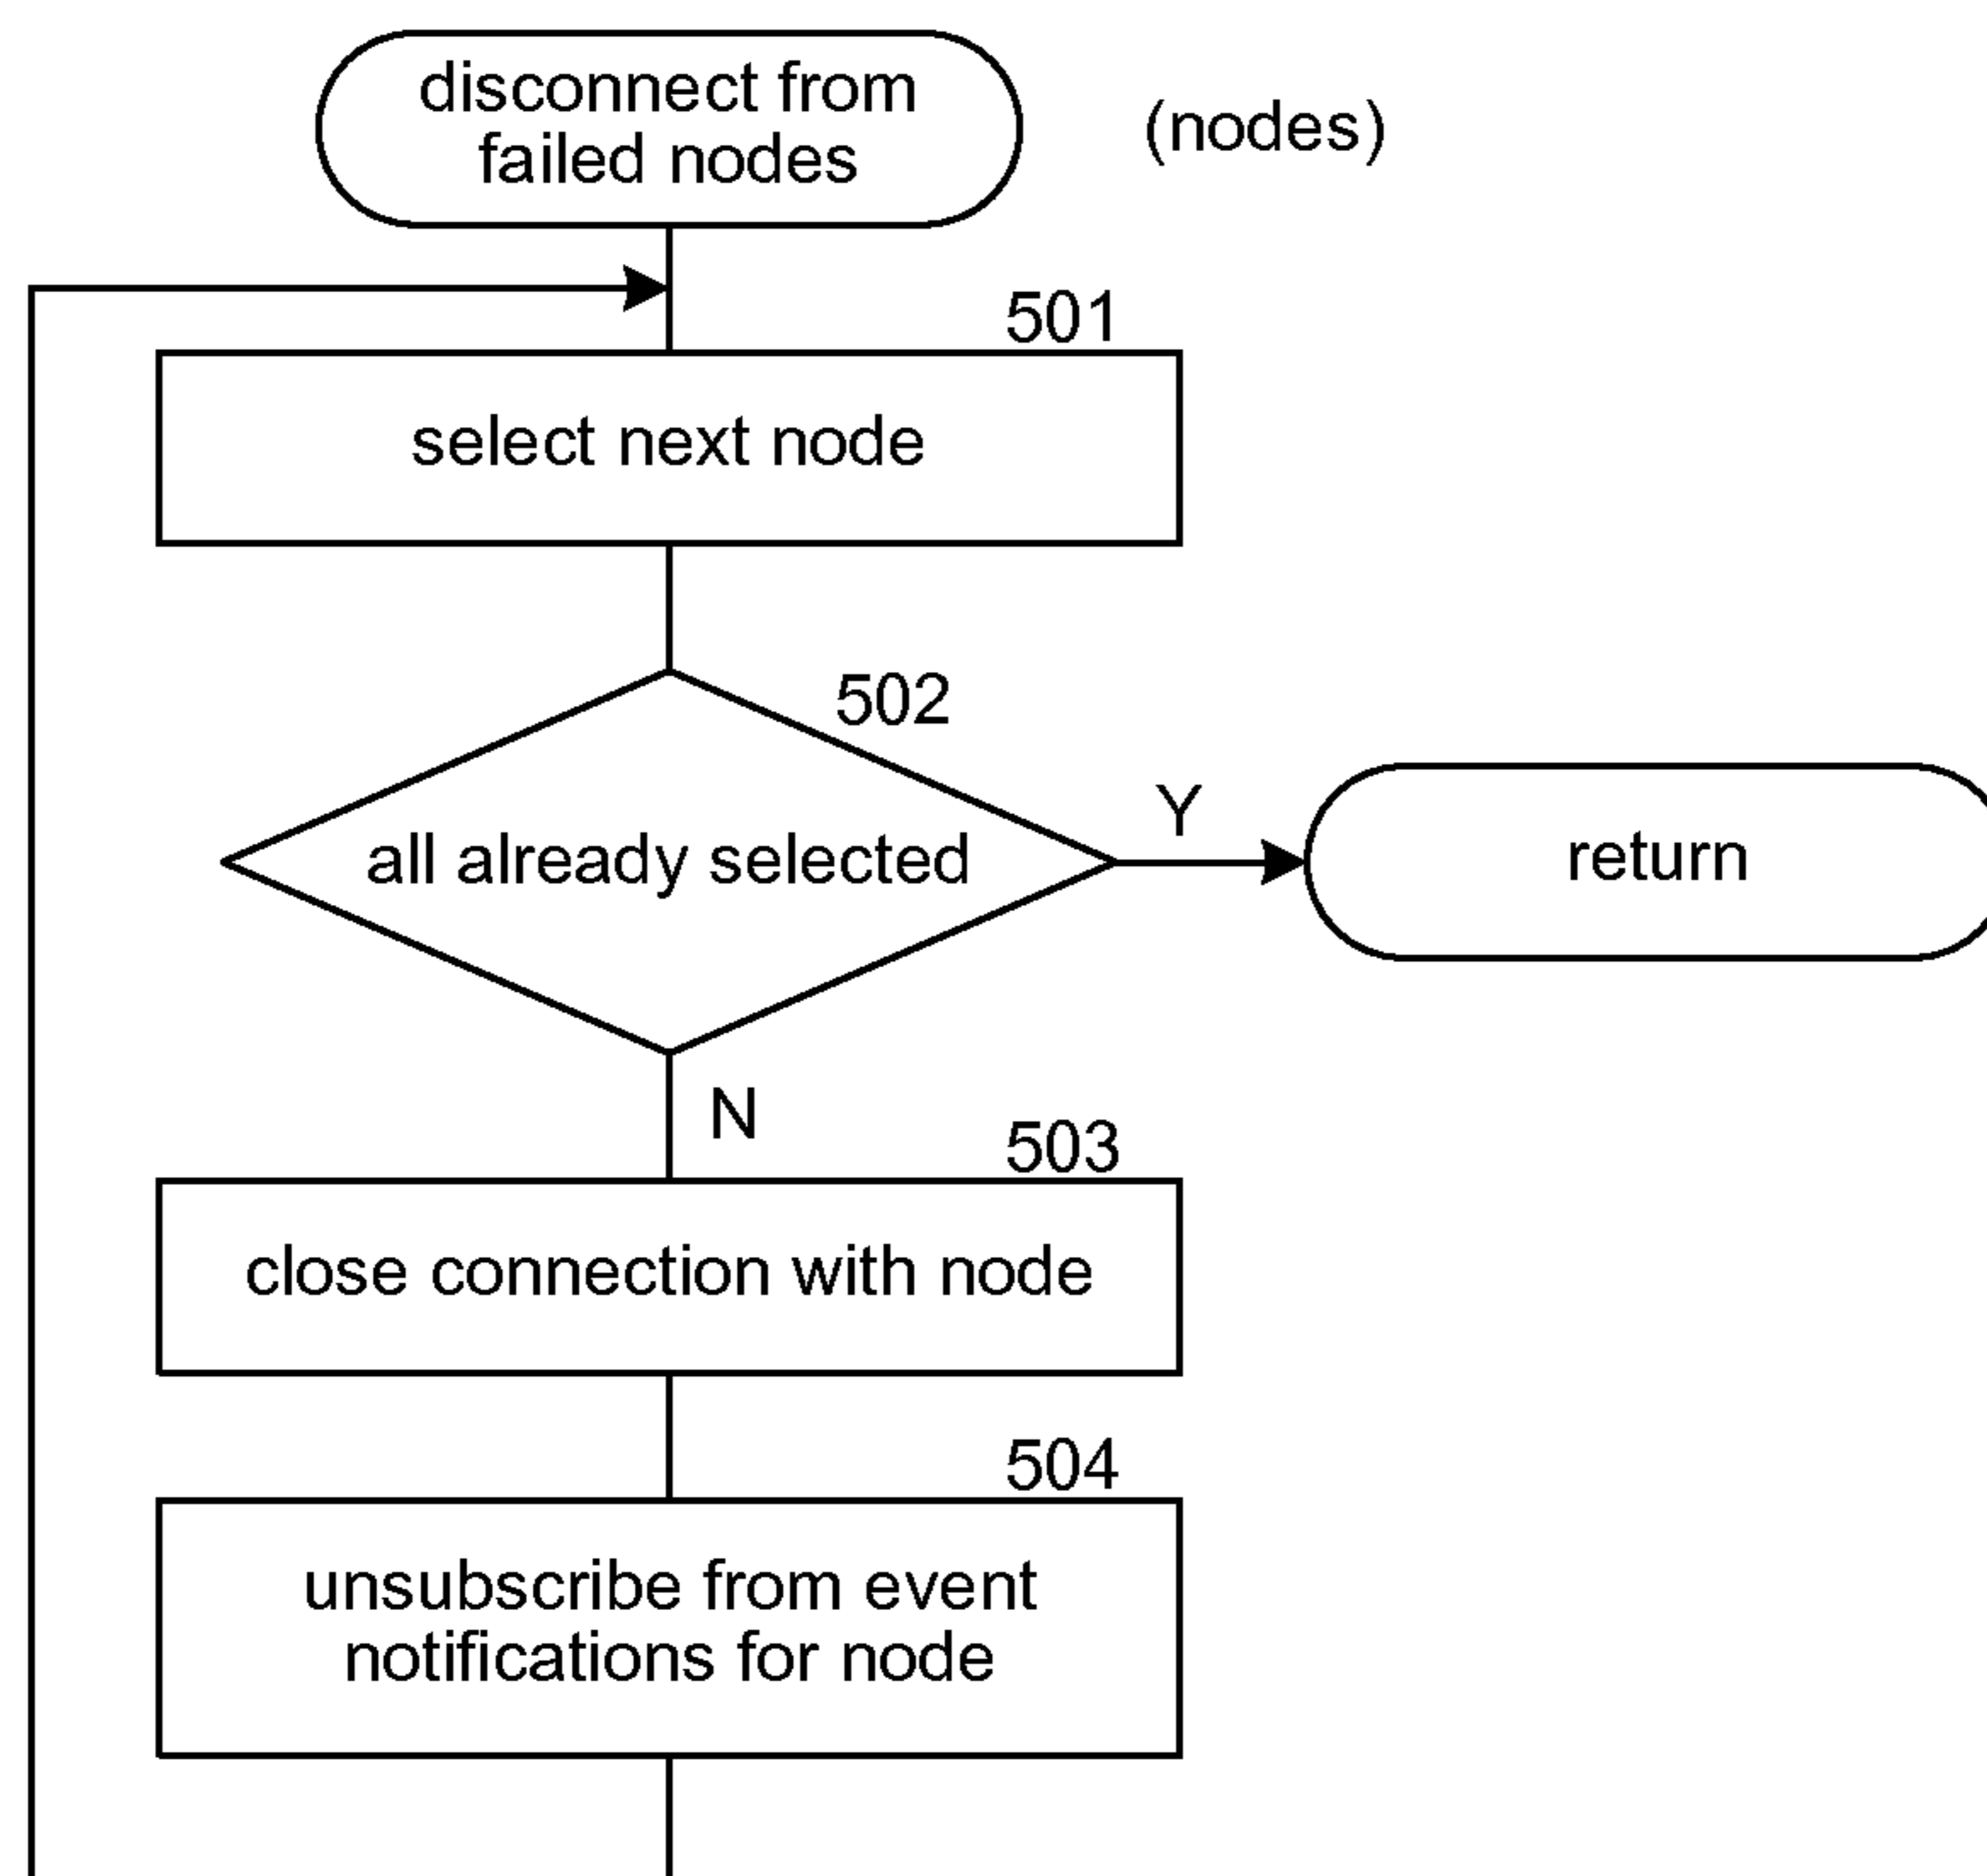 disconnect from
failed nodes
(nodes)
501
select next node
502
all already selected
Y
return
N
503
close connection with node
504
unsubscribe from event
notifications for node